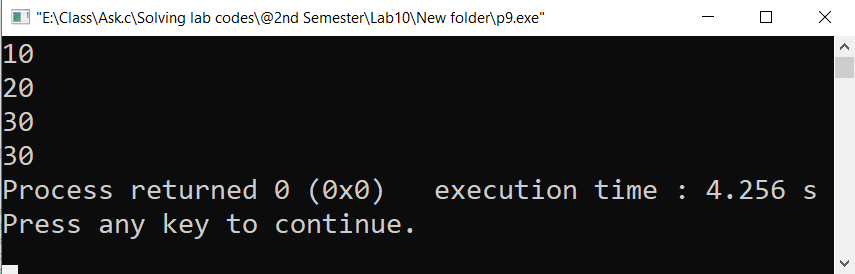 "E:\Class\Ask.c\Solving lab codes\@2nd Semester\Lab10\New folder\p9.exe"
10
20
30
30
Process returned 0 (0x0)   execution time : 4.256 s
Press any key to continue.